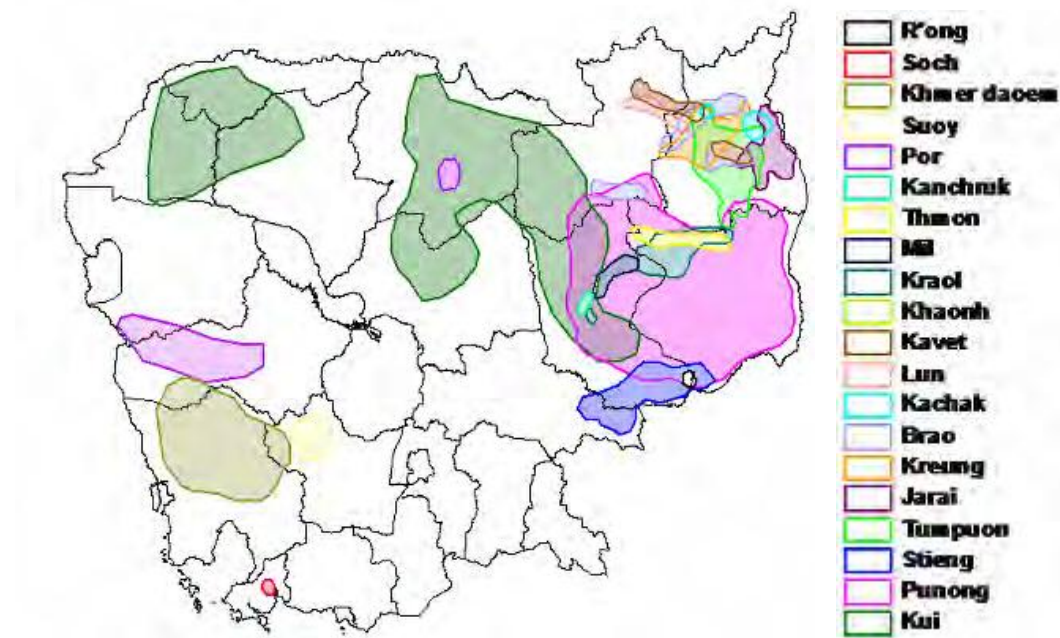 R'ong
Soch
Khmer daoem
Suoy
Por
Kanchruk
Thmon
Mil
Kraol
Khaonh
Kavet
Lun
Kachak
Brao
Kreung
Jarai
Tumpuon
Stieng
Punong
Kui